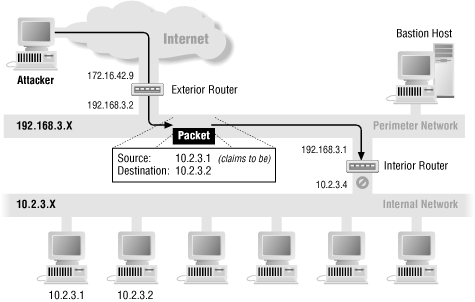 Internet
Attacker
172.16.42.9
Exterior Router
Bastion Host
192.168.3.2
192.168.3.X
Perimeter Network
Packet
Source: 10.2.3.1 (claims to be)
Destination: 10.2.3.2
192.168.3.1
Interior Router
10.2.3.4
10.2.3.X
Internal Network
10.2.3.1
10.2.3.2